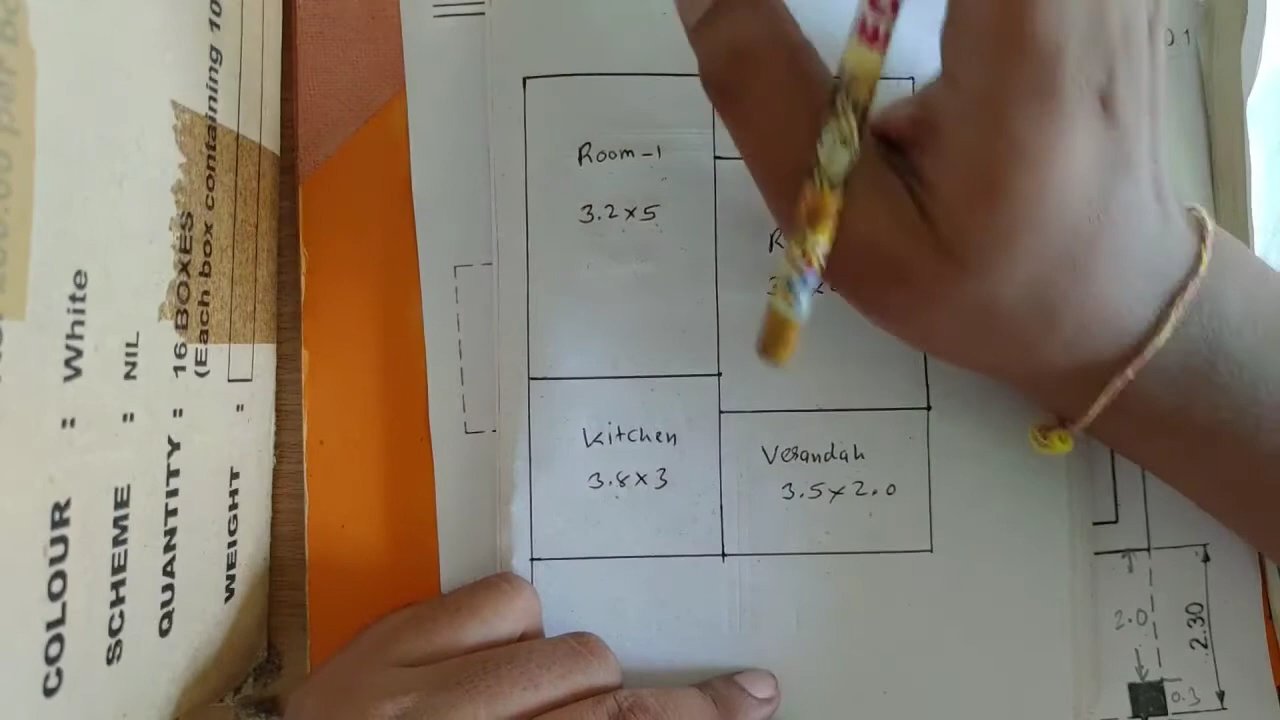 Room-1
3.2×5
Kitchen
3.8×3
Verandah
3.5×2.0
COLOUR : White
SCHEME : NIL
QUANTITY : 16 BOXES
(Each box containing 10
WEIGHT :
2.0
2.30
0.3